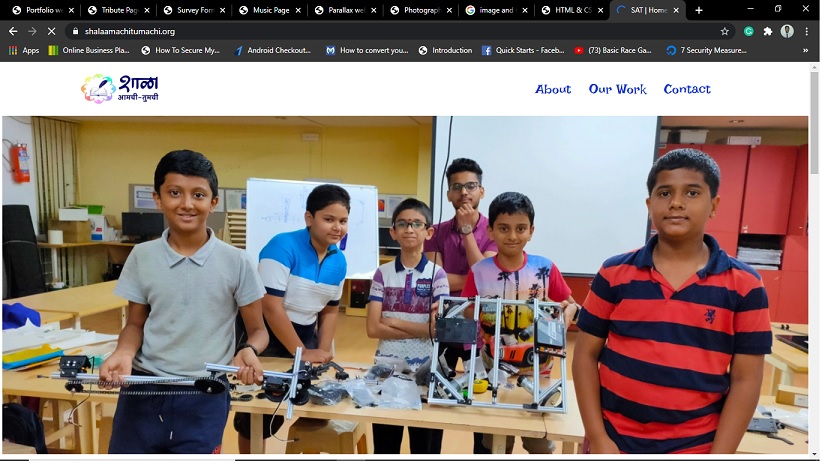 Portfolio we
Tribute Pag
Survey Form
Music Page
Parallax we
Photograph
image and
HTML & CS
SAT | Home
shalaamachitumachi.org
Apps
Online Business Pla...
How To Secure My...
Android Checkout...
How to convert you...
Introduction
Quick Starts - Faceb...
(73) Basic Race Ga...
7 Security Measure...
शाळा
आमची-तुमची
About Our Work Contact